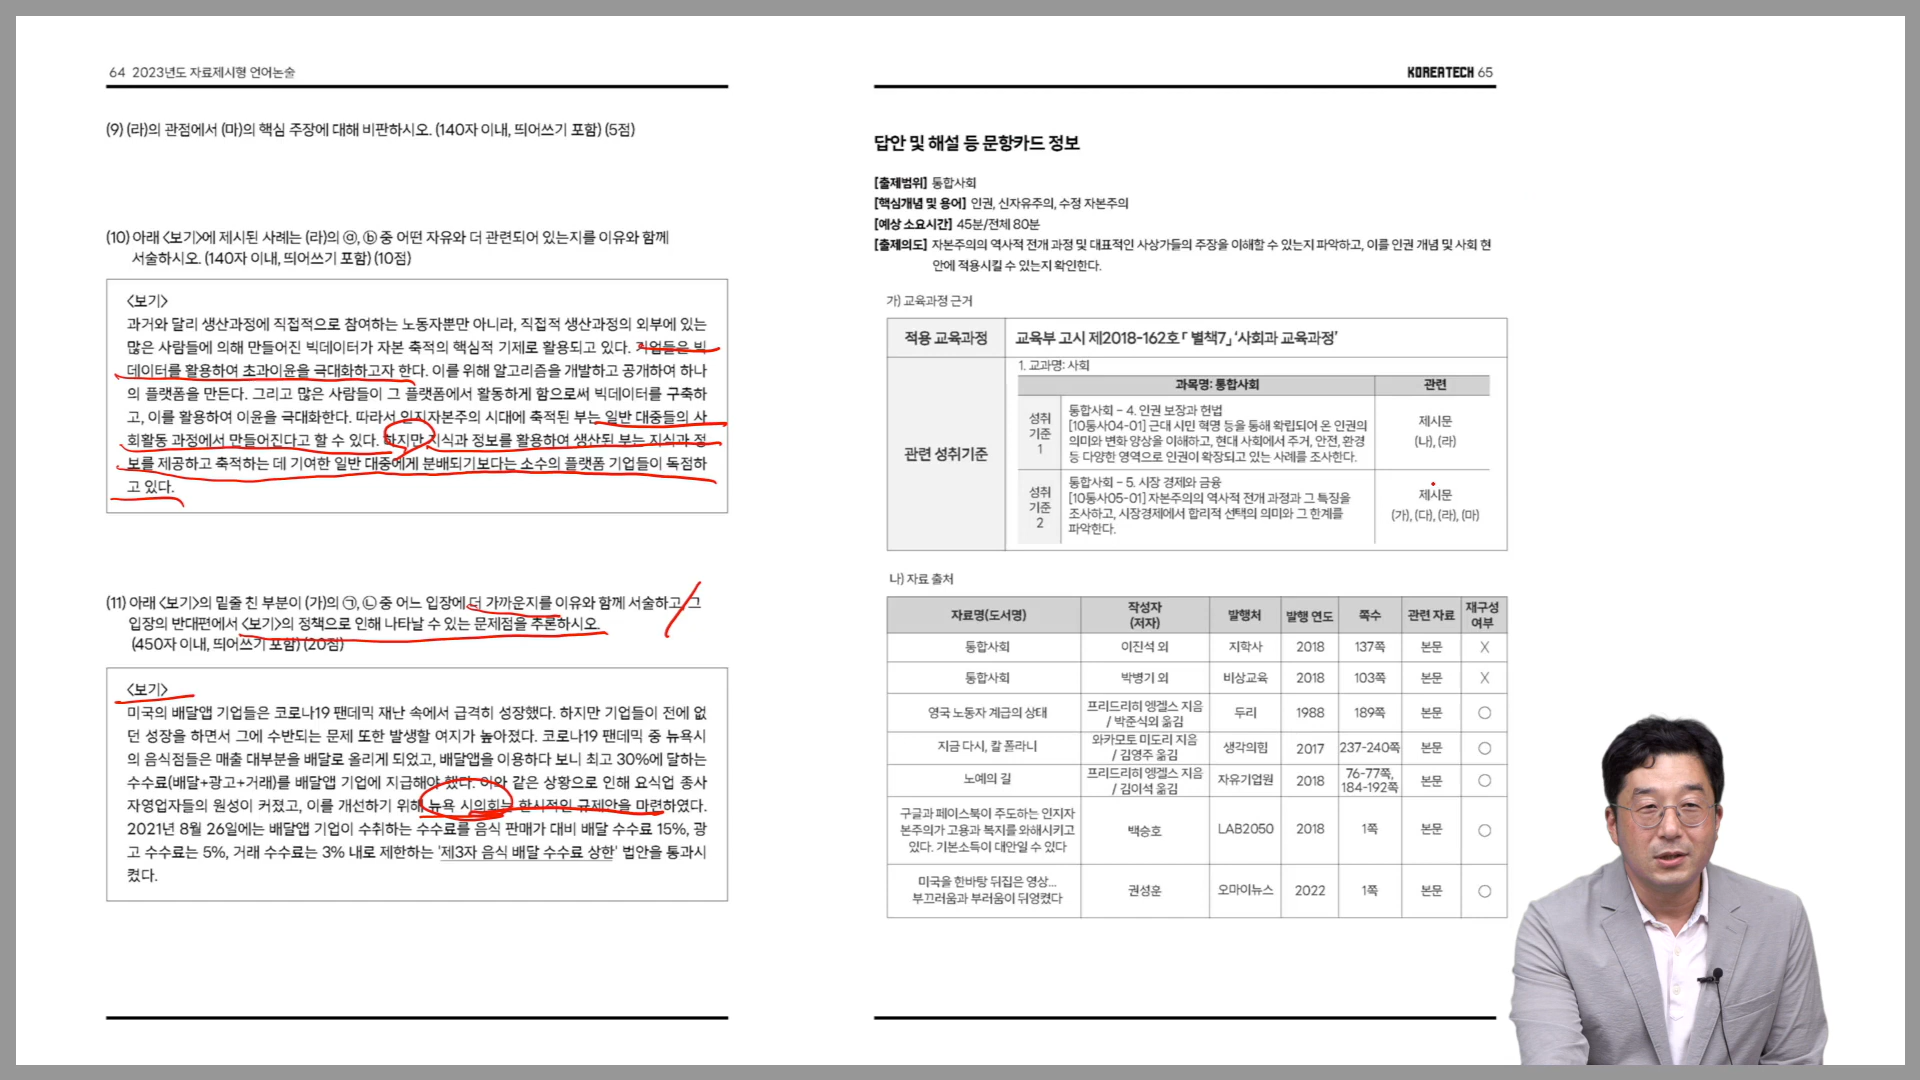 64 2023년도 자료제시형 언어논술
(9) (라)의 관점에서 (마)의 핵심 주장에 대해 비판하시오. (140자 이내, 띄어쓰기 포함) (5점)
(10) 아래 <보기>에 제시된 사례는 (라)의 ⓐ, ⓑ 중 어떤 자유와 더 관련되어 있는지를 이유와 함께
서술하시오. (140자 이내, 띄어쓰기 포함) (10점)
<보기>
과거와 달리 생산과정에 직접적으로 참여하는 노동자뿐만 아니라, 직접적 생산과정의 외부에 있는
많은 사람들에 의해 만들어진 빅데이터가 자본 축적의 핵심적 기제로 활용되고 있다. 기업들은 빅
데이터를 활용하여 초과이윤을 극대화하고자 한다. 이를 위해 알고리즘을 개발하고 공개하여 하나
의 플랫폼을 만든다. 그리고 많은 사람들이 그 플랫폼에서 활동하게 함으로써 빅데이터를 구축하
고, 이를 활용하여 이윤을 극대화한다. 따라서 인지자본주의 시대에 축적된 부는 일반 대중들의 사
회활동 과정에서 만들어진다고 할 수 있다. 하지만 지식과 정보를 활용하여 생산된 부는 지식과 정
보를 제공하고 축적하는 데 기여한 일반 대중에게 분배되기보다는 소수의 플랫폼 기업들이 독점하
고 있다.
(11) 아래 <보기>의 밑줄 친 부분이 (가)의 ㉠, ㉡ 중 어느 입장에 더 가까운지를 이유와 함께 서술하고, 그
입장의 반대편에서 <보기>의 정책으로 인해 나타날 수 있는 문제점을 추론하시오.
(450자 이내, 띄어쓰기 포함) (20점)
<보기>
미국의 배달앱 기업들은 코로나19 팬데믹 재난 속에서 급격히 성장했다. 하지만 기업들이 전에 없
던 성장을 하면서 그에 수반되는 문제 또한 발생할 여지가 높아졌다. 코로나19 팬데믹 중 뉴욕시
의 음식점들은 매출 대부분을 배달로 올리게 되었고, 배달앱을 이용하다 보니 최고 30%에 달하는
수수료(배달+광고+거래)를 배달앱 기업에 지급해야 했다. 이와 같은 상황으로 인해 요식업 종사
자영업자들의 원성이 커졌고, 이를 개선하기 위해 뉴욕 시의회는 한시적인 규제안을 마련하였다.
2021년 8월 26일에는 배달앱 기업이 수취하는 수수료를 음식 판매가 대비 배달 수수료 15%, 광
고 수수료는 5%, 거래 수수료는 3% 내로 제한하는 '제3자 음식 배달 수수료 상한' 법안을 통과시
켰다.
KOREATECH 65
답안 및 해설 등 문항카드 정보
[출제범위] 통합사회
[핵심개념 및 용어] 인권, 신자유주의, 수정 자본주의
[예상 소요시간] 45분/전체 80분
[출제의도] 자본주의의 역사적 전개 과정 및 대표적인 사상가들의 주장을 이해할 수 있는지 파악하고, 이를 인권 개념 및 사회 현
안에 적용시킬 수 있는지 확인한다.
가) 교육과정 근거
적용 교육과정 교육부 고시 제2018-162호 「별책7」 '사회과 교육과정'
관련 성취기준
1. 교과명: 사회
과목명: 통합사회 관련
성취
기준
1
통합사회 – 4. 인권 보장과 헌법
[10통사04-01] 근대 시민 혁명 등을 통해 확립되어 온 인권의
의미와 변화 양상을 이해하고, 현대 사회에서 주거, 안전, 환경
등 다양한 영역으로 인권이 확장되고 있는 사례를 조사한다.
제시문
(나), (라)
성취
기준
2
통합사회 – 5. 시장 경제와 금융
[10통사05-01] 자본주의의 역사적 전개 과정과 그 특징을
조사하고, 시장경제에서 합리적 선택의 의미와 그 한계를
파악한다.
제시문
(가), (다), (라), (마)
나) 자료 출처
자료명(도서명) 작성자 (저자) 발행처 발행 연도 쪽수 관련 자료 재구성 여부
통합사회 이진석 외 지학사 2018 137쪽 본문 X
통합사회 박병기 외 비상교육 2018 103쪽 본문 X
영국 노동자 계급의 상태 프리드리히 엥겔스 지음 / 박준식외 옮김 두리 1988 189쪽 본문 ○
지금 다시, 칼 폴라니 와카모토 미도리 지음 / 김영주 옮김 생각의힘 2017 237-240쪽 본문 ○
노예의 길 프리드리히 엥겔스 지음 / 김이석 옮김 자유기업원 2018 76-77쪽, 184-192쪽 본문 ○
구글과 페이스북이 주도하는 인지자
본주의가 고용과 복지를 와해시키고
있다. 기본소득이 대안일 수 있다
백승호 LAB2050 2018 1쪽 본문 ○
미국을 한바탕 뒤집은 영상...
부끄러움과 부러움이 뒤엉켰다
권성훈 오마이뉴스 2022 1쪽 본문 ○